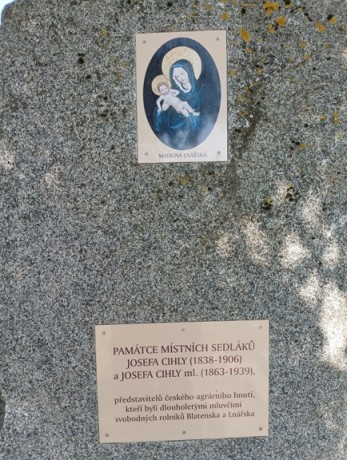 MADONA LNÁŘSKÁ
PAMÁTCE MÍSTNÍCH SEDLÁKŮ
JOSEFA CIHLY (1838-1906)
a JOSEFA CIHLY ml. (1863-1939),
představitelů českého agrárního hnutí,
kteří byli dlouholetými mluvčími
svobodných rolníků Blatenska a Lnářska